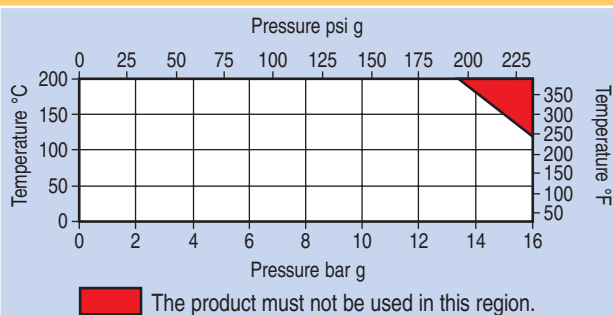 Pressure psi g
0 25 50 75 100 125 150 175 200 225
Temperature °C
200
150
100
50
0
350
300
250
200
150
100
50
Temperature °F
0 2 4 6 8 10 12 14 16
Pressure bar g
The product must not be used in this region.